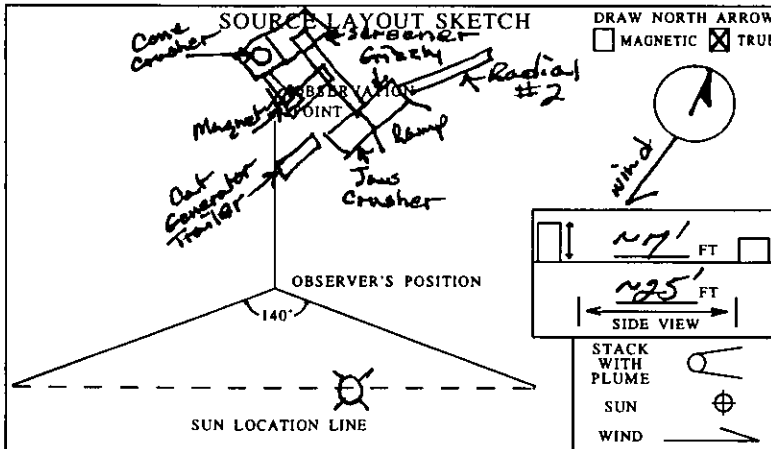 SOURCE LAYOUT SKETCH
DRAW NORTH ARROW
MAGNETIC TRUE
Cone
Crusher
Screener
Grizzly
Radial
#2
OBSERVATION
POINT
Magnet
Ramp
Jaws
Crusher
Cat
Generator
Trailer
wind
~7' FT
OBSERVER'S POSITION
~25' FT
140°
SIDE VIEW
STACK
WITH
PLUME
SUN
WIND
SUN LOCATION LINE